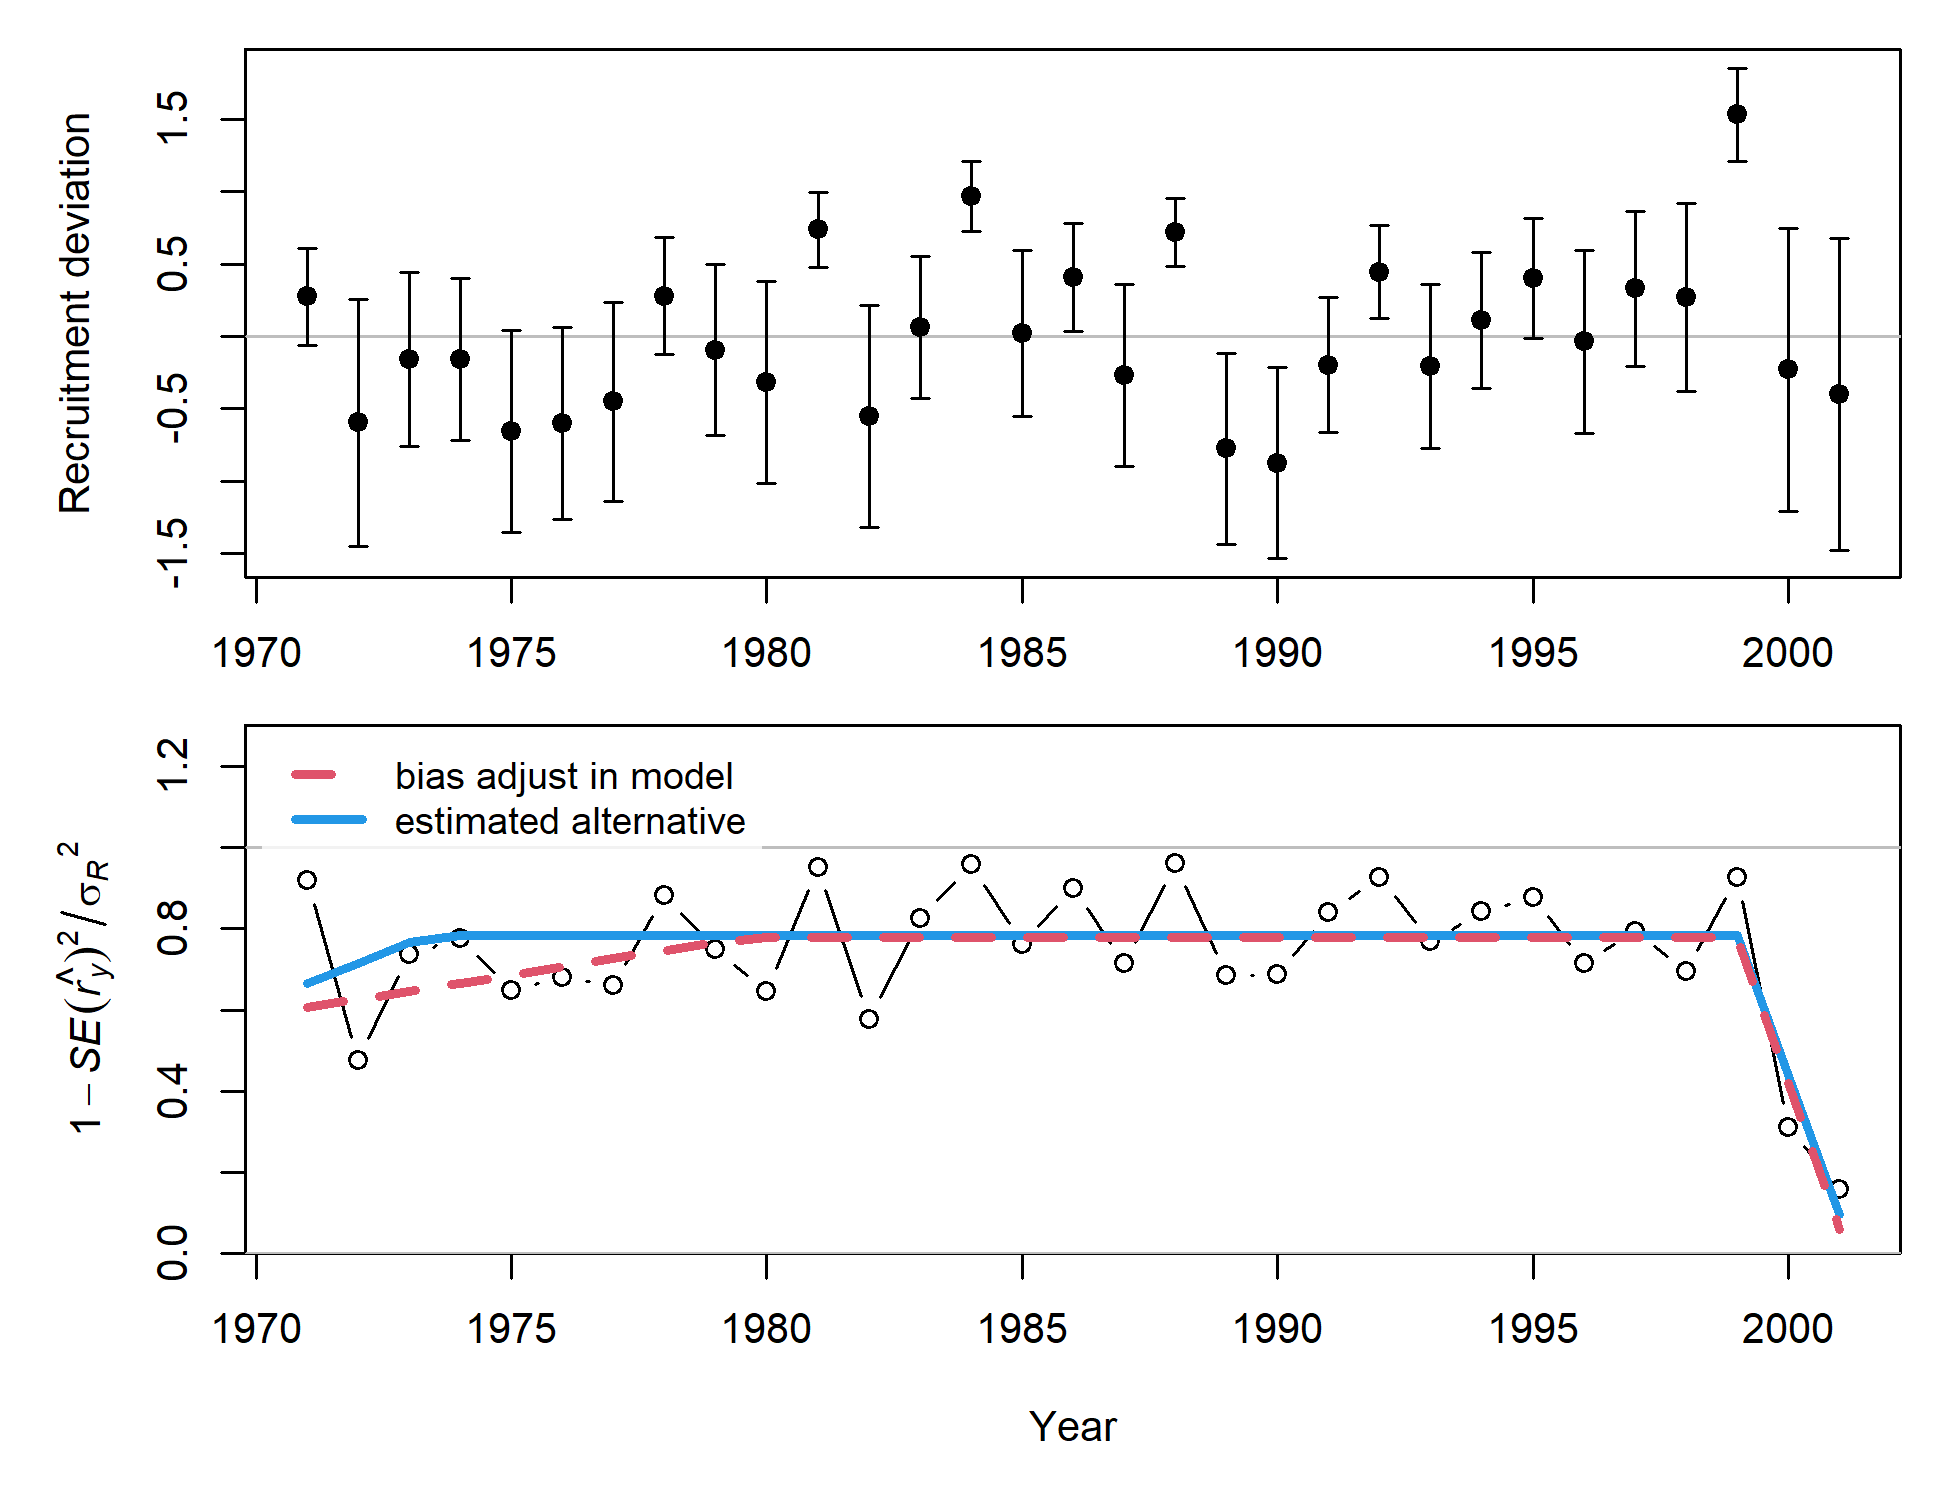 Recruitment deviation
1.5
0.5
-0.5
-1.5
1970 1975 1980 1985 1990 1995 2000
bias adjust in model
estimated alternative
1 − SE(r̂_y)² / σ_R²
1.2
0.8
0.4
0.0
1970 1975 1980 1985 1990 1995 2000
Year